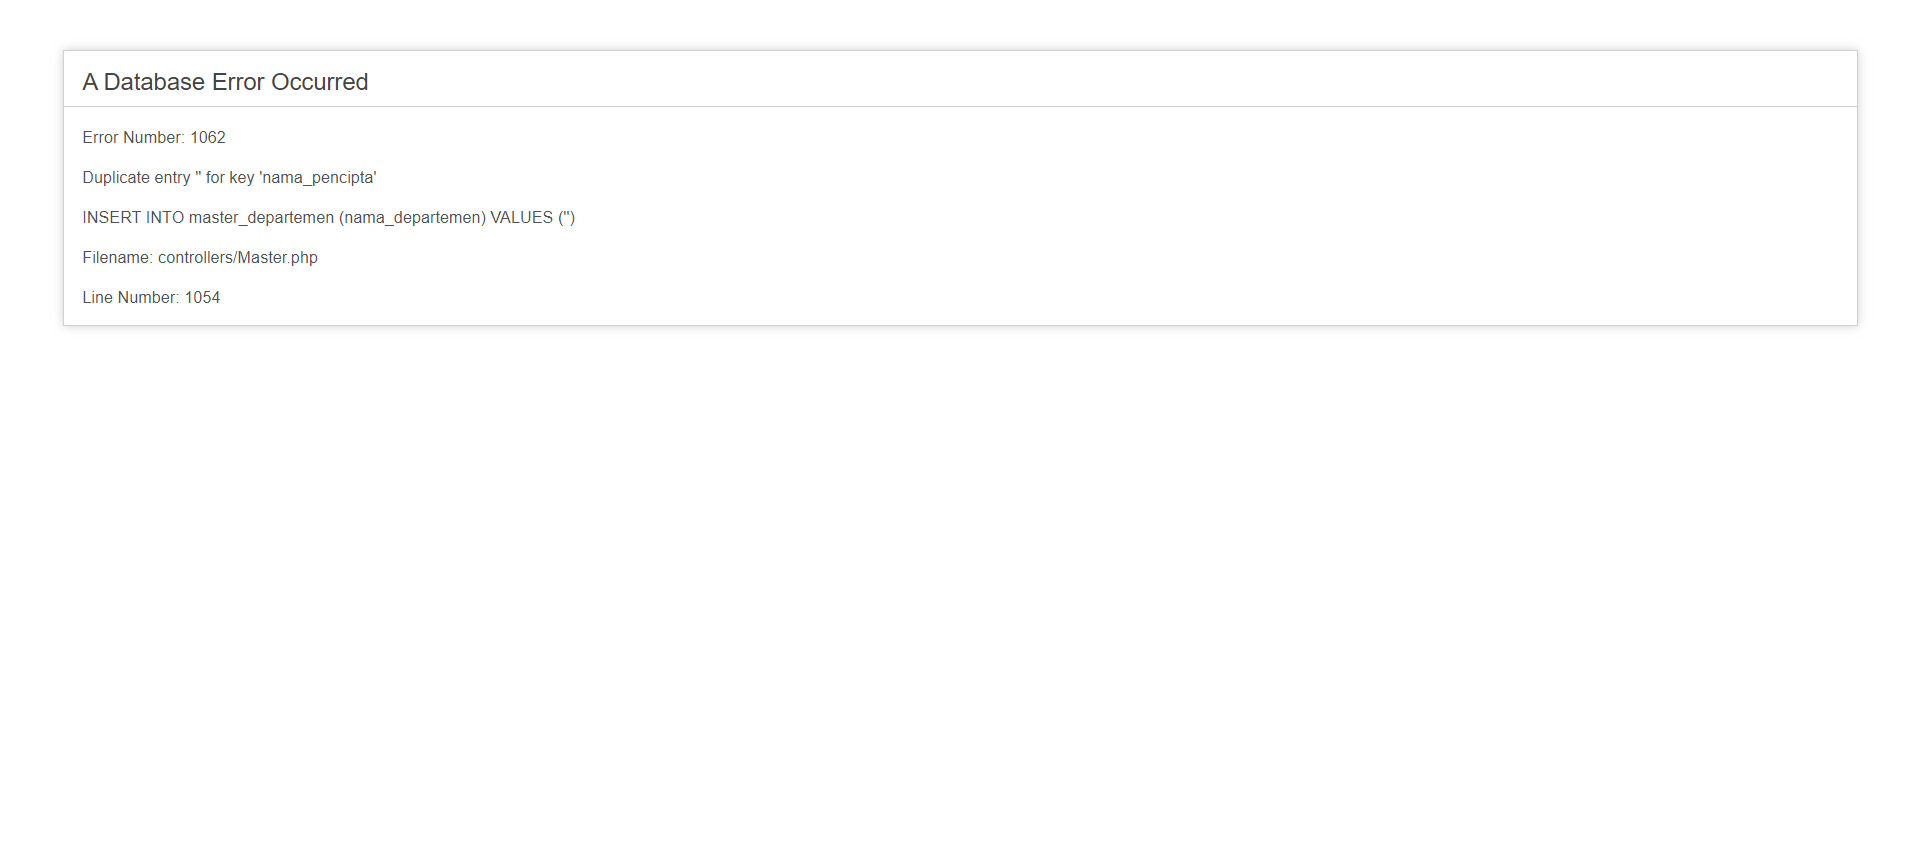 A Database Error Occurred
Error Number: 1062
Duplicate entry '' for key 'nama_pencipta'
INSERT INTO master_departemen (nama_departemen) VALUES ('')
Filename: controllers/Master.php
Line Number: 1054